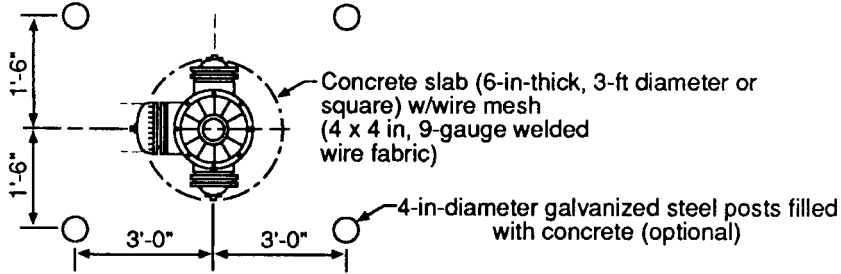 1'-6"
1'-6"
Concrete slab (6-in-thick, 3-ft diameter or
square) w/wire mesh
(4 x 4 in, 9-gauge welded
wire fabric)
4-in-diameter galvanized steel posts filled
with concrete (optional)
3'-0"
3'-0"